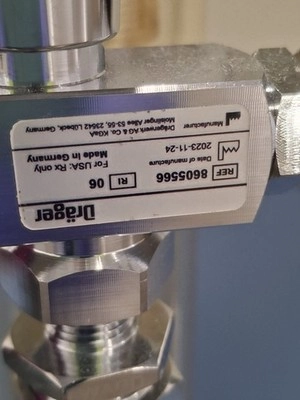 Dräger
REF 8605566 RI 06
Date of manufacture For USA: Rx only
2023-11-24 Made in Germany
Manufacturer
Drägerwerk AG & Co. KGaA
Moislinger Allee 53-55, 23542 Lübeck, Germany